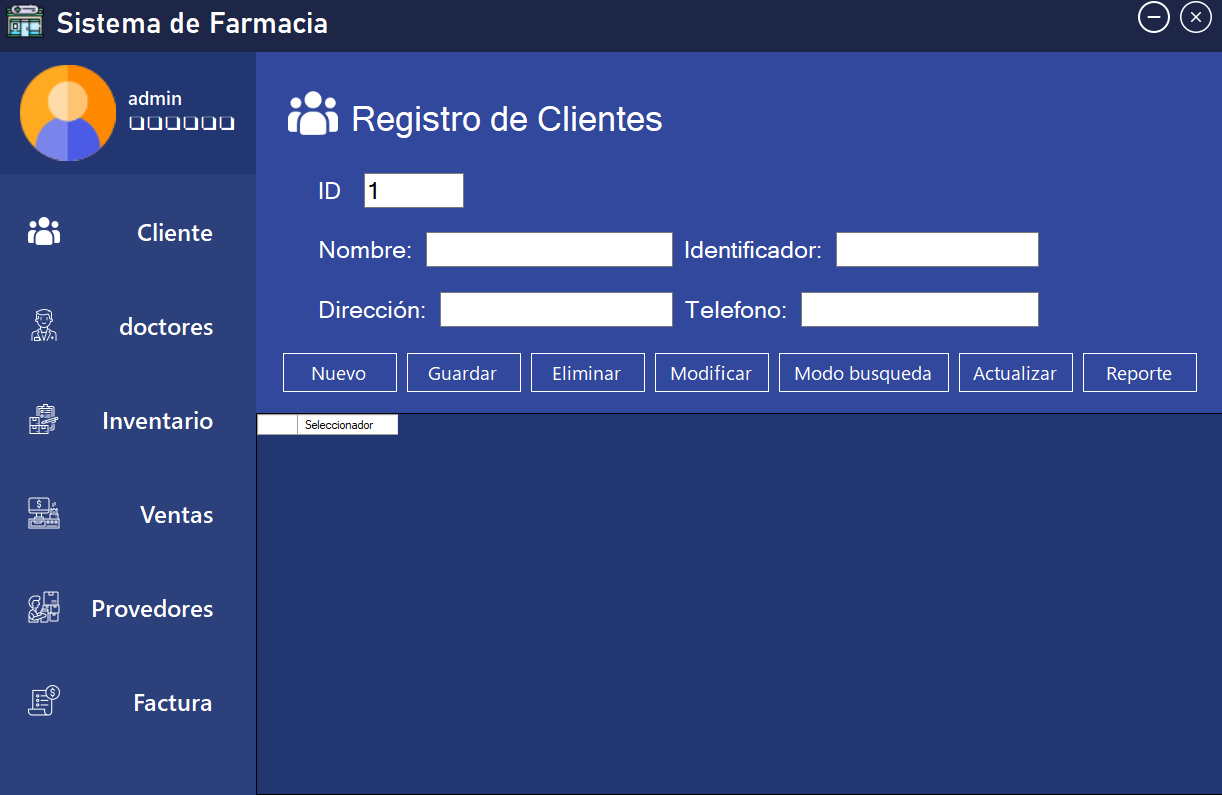 Sistema de Farmacia
admin
Cliente
doctores
Inventario
Ventas
Provedores
Factura
Registro de Clientes
ID 1
Nombre: Identificador:
Dirección: Telefono:
Nuevo Guardar Eliminar Modificar Modo busqueda Actualizar Reporte
Seleccionador